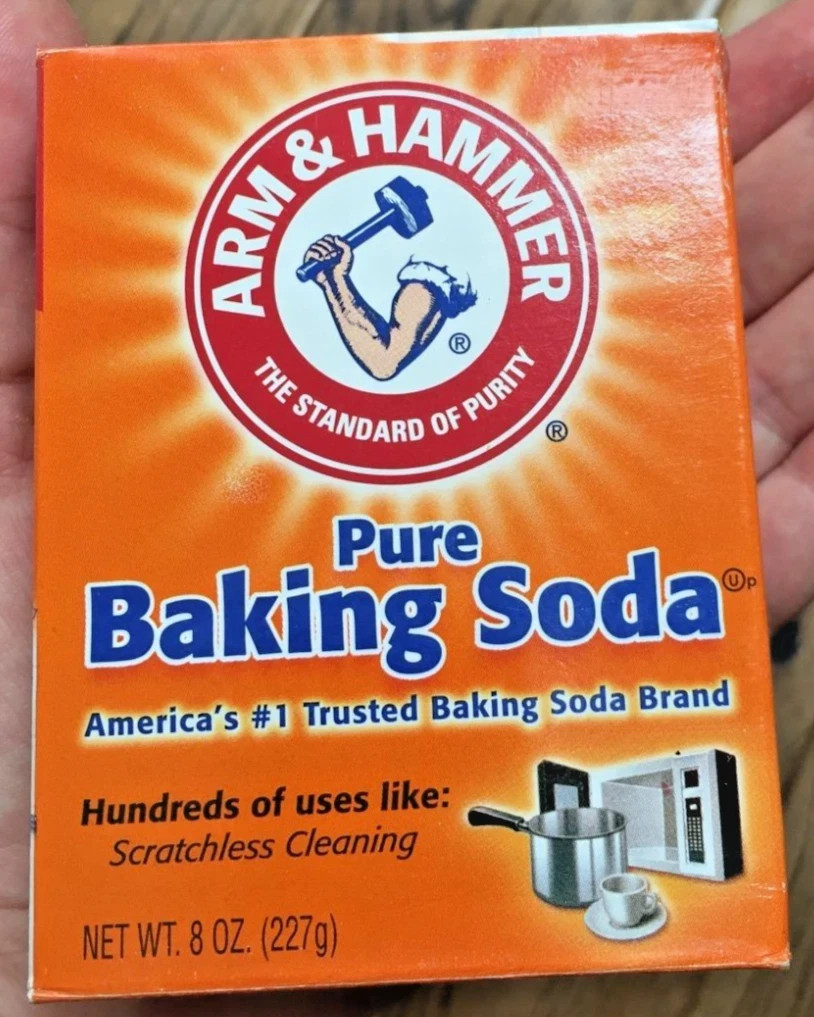 ARM & HAMMER
®
THE STANDARD OF PURITY
®
Pure
Baking Soda ⓊP
America's #1 Trusted Baking Soda Brand
Hundreds of uses like:
Scratchless Cleaning
NET WT. 8 OZ. (227g)